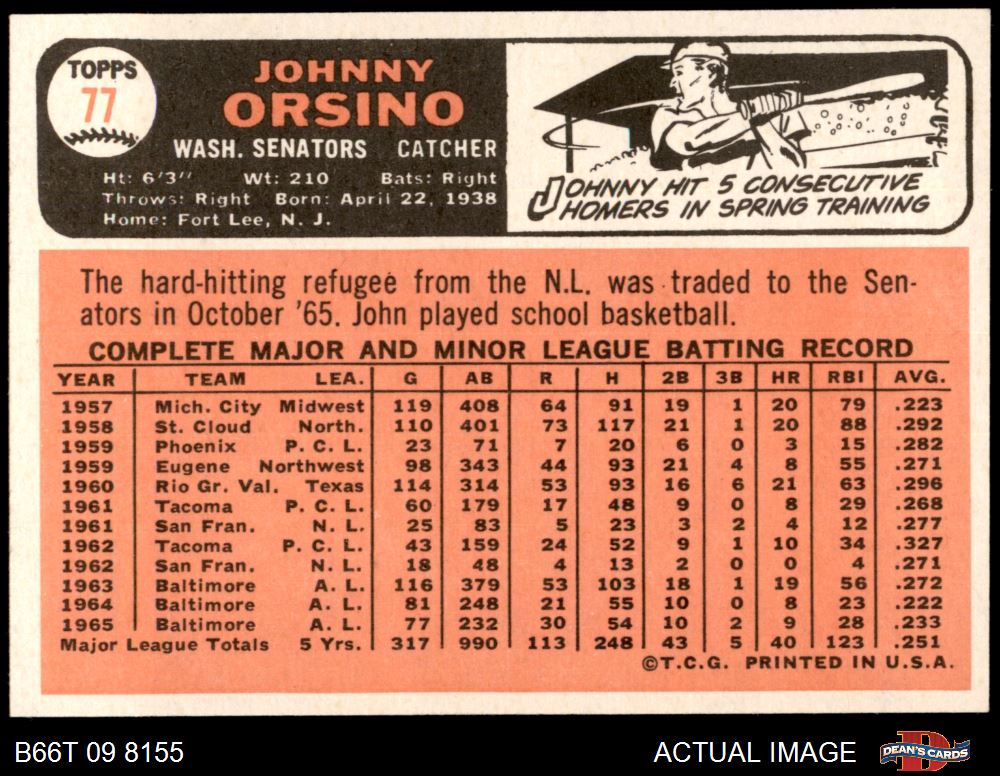 TOPPS
77
JOHNNY
ORSINO
WASH. SENATORS CATCHER
Ht: 6'3" Wt: 210 Bats: Right
Throws: Right Born: April 22, 1938
Home: Fort Lee, N. J.
JOHNNY HIT 5 CONSECUTIVE
HOMERS IN SPRING TRAINING
The hard-hitting refugee from the N.L. was traded to the Sen-
ators in October '65. John played school basketball.
COMPLETE MAJOR AND MINOR LEAGUE BATTING RECORD
YEAR TEAM LEA. G AB R H 2B 3B HR RBI AVG.
1957 Mich. City Midwest 119 408 64 91 19 1 20 79 .223
1958 St. Cloud North. 110 401 73 117 21 1 20 88 .292
1959 Phoenix P. C. L. 23 71 7 20 6 0 3 15 .282
1959 Eugene Northwest 98 343 44 93 21 4 8 55 .271
1960 Rio Gr. Val. Texas 114 314 53 93 16 6 21 63 .296
1961 Tacoma P. C. L. 60 179 17 48 9 0 8 29 .268
1961 San Fran. N. L. 25 83 5 23 3 2 4 12 .277
1962 Tacoma P. C. L. 43 159 24 52 9 1 10 34 .327
1962 San Fran. N. L. 18 48 4 13 2 0 0 4 .271
1963 Baltimore A. L. 116 379 53 103 18 1 19 56 .272
1964 Baltimore A. L. 81 248 21 55 10 0 8 23 .222
1965 Baltimore A. L. 77 232 30 54 10 2 9 28 .233
Major League Totals 5 Yrs. 317 990 113 248 43 5 40 123 .251
©T.C.G. PRINTED IN U.S.A.
B66T 09 8155 ACTUAL IMAGE DEAN'S CARDS